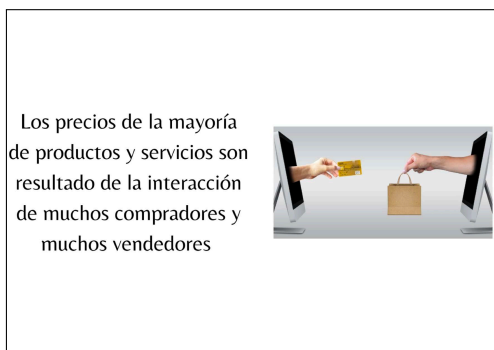 Los precios de la mayoría
de productos y servicios son
resultado de la interacción
de muchos compradores y
muchos vendedores